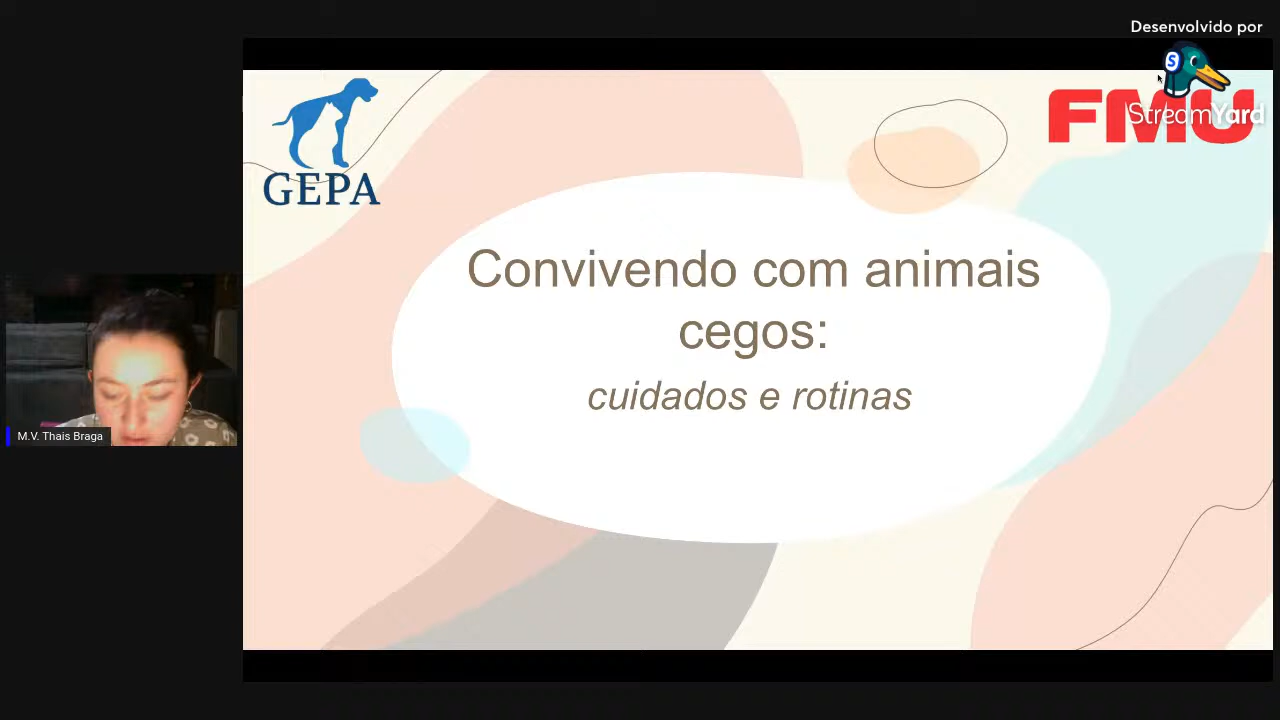 Desenvolvido por
StreamYard
GEPA
FMU
Convivendo com animais
cegos:
cuidados e rotinas
M.V. Thais Braga